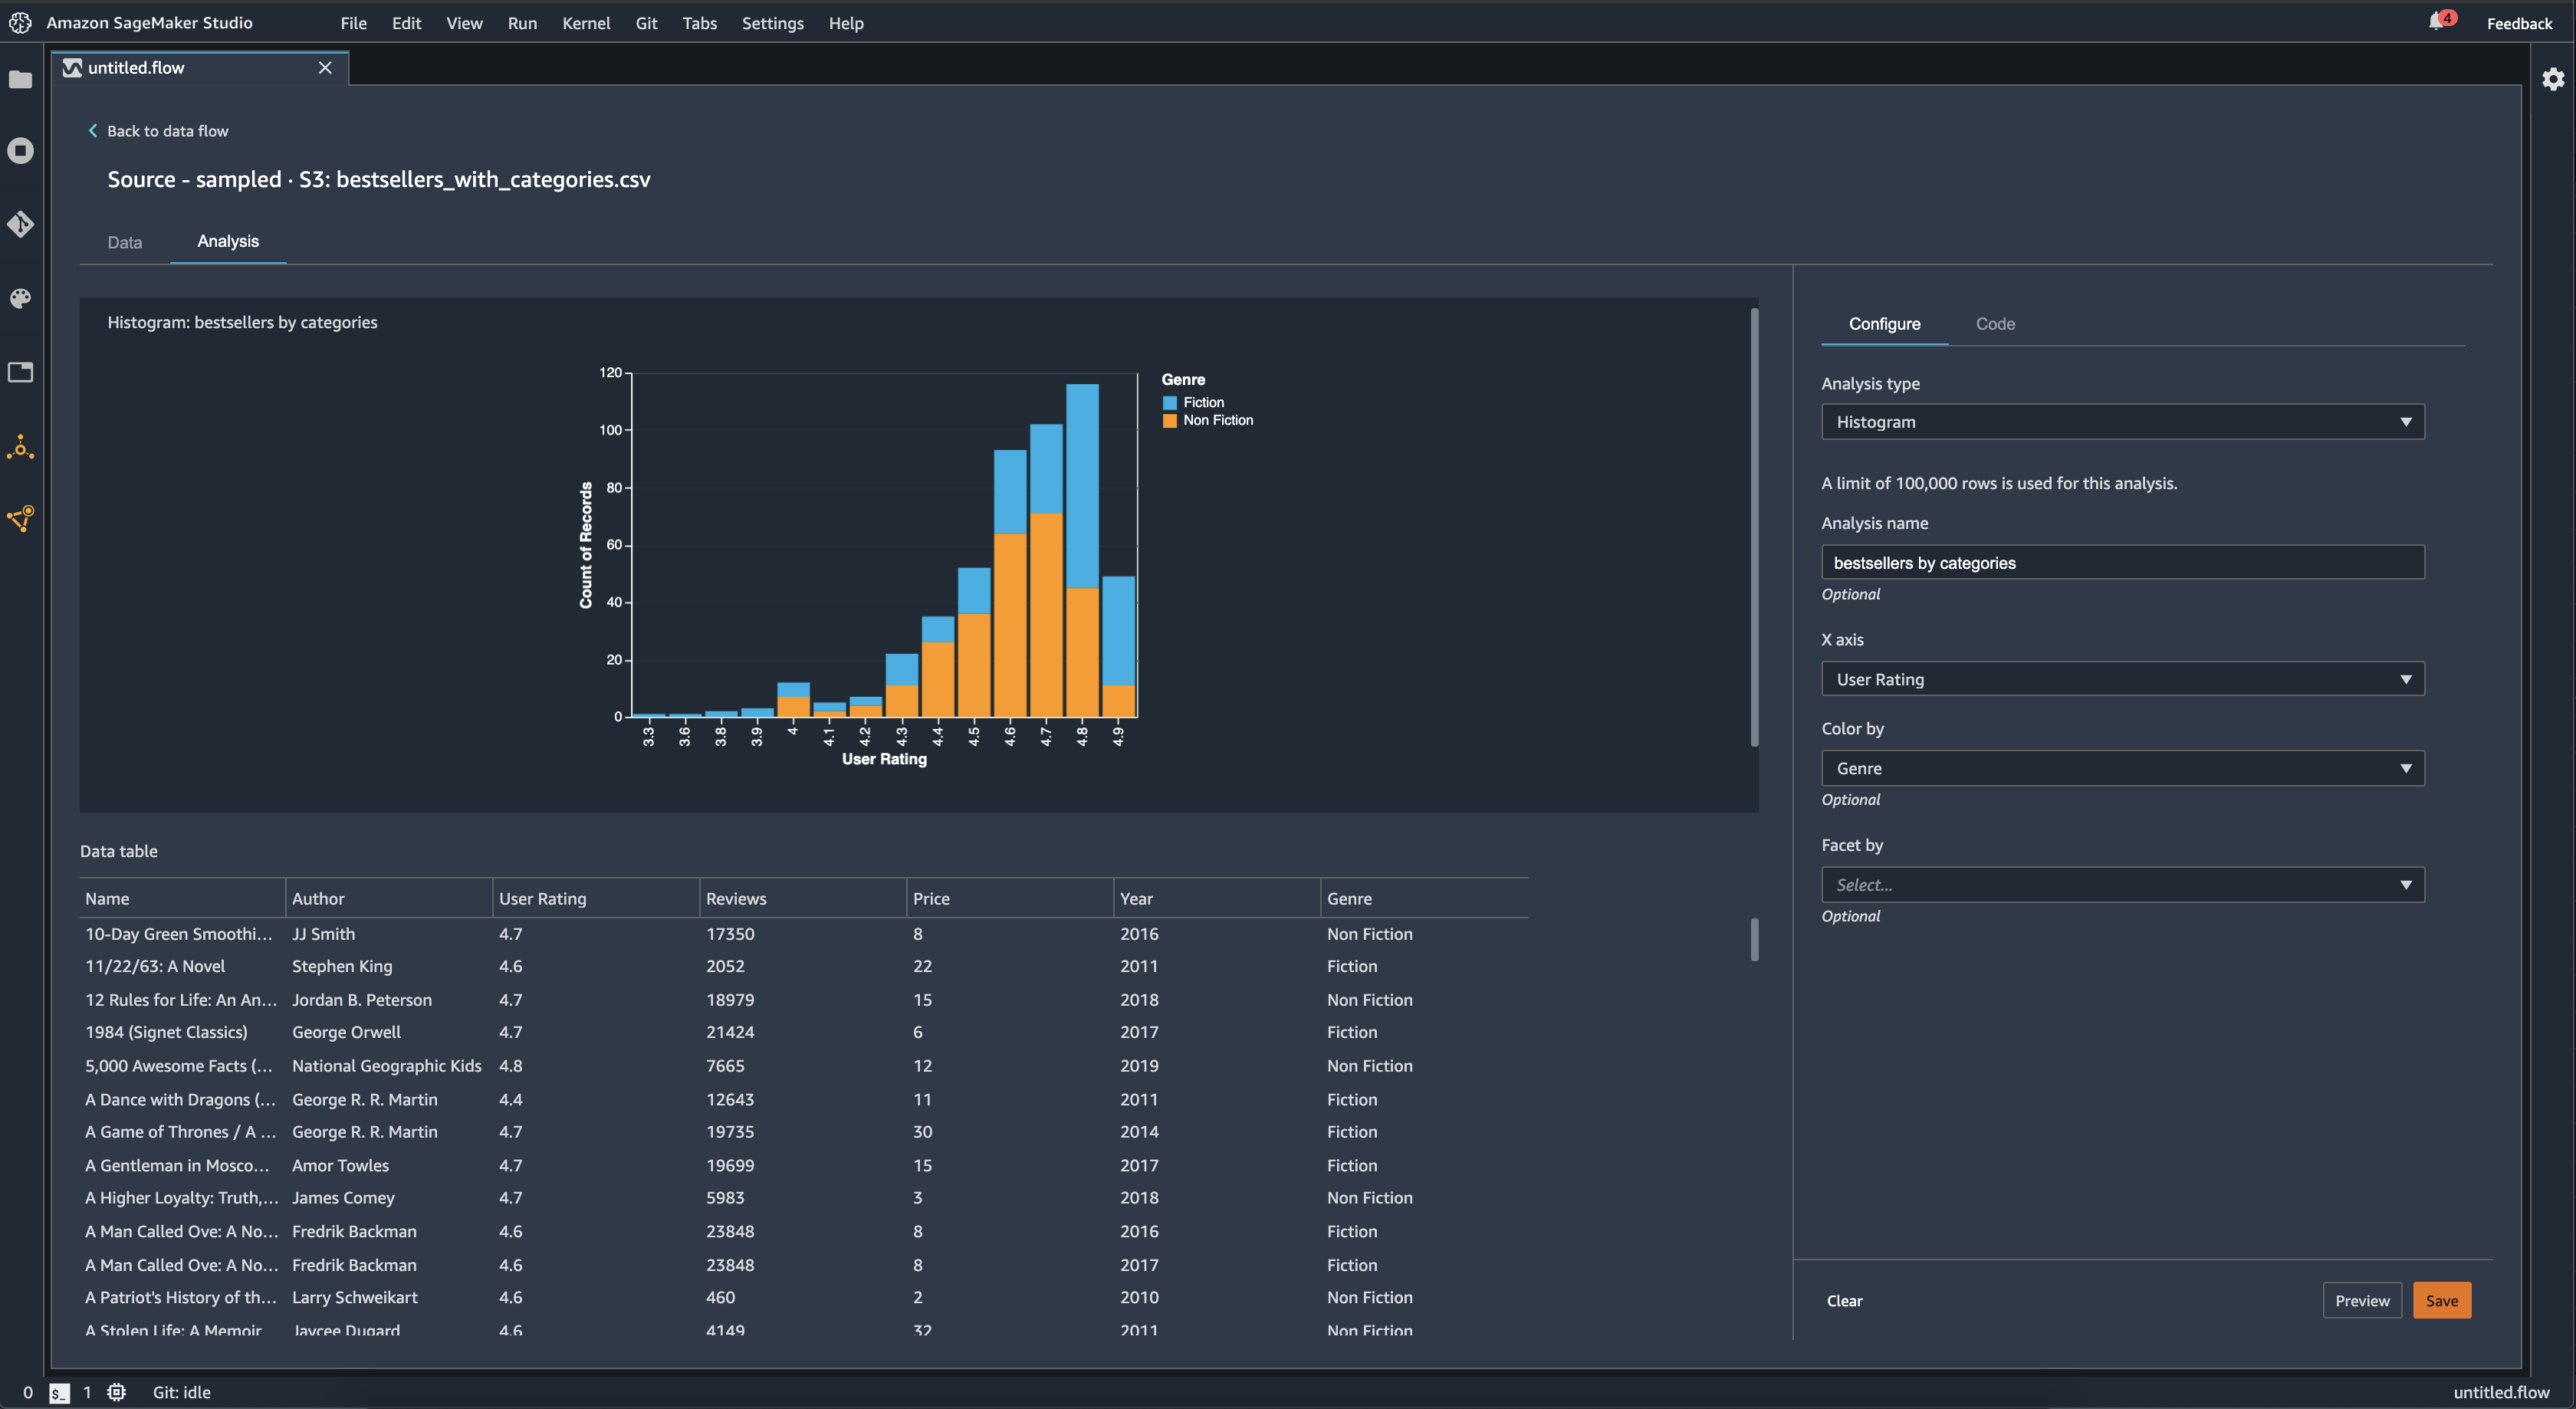 Amazon SageMaker Studio File Edit View Run Kernel Git Tabs Settings Help 4 Feedback
untitled.flow
Back to data flow
Source - sampled · S3: bestsellers_with_categories.csv
Data Analysis
Histogram: bestsellers by categories
120
100
80
60
40
20
0
Count of Records
3.3 3.6 3.8 3.9 4 4.1 4.2 4.3 4.4 4.5 4.6 4.7 4.8 4.9
User Rating
Genre
Fiction
Non Fiction
Data table
Name Author User Rating Reviews Price Year Genre
10-Day Green Smoothi... JJ Smith 4.7 17350 8 2016 Non Fiction
11/22/63: A Novel Stephen King 4.6 2052 22 2011 Fiction
12 Rules for Life: An An... Jordan B. Peterson 4.7 18979 15 2018 Non Fiction
1984 (Signet Classics) George Orwell 4.7 21424 6 2017 Fiction
5,000 Awesome Facts (... National Geographic Kids 4.8 7665 12 2019 Non Fiction
A Dance with Dragons (... George R. R. Martin 4.4 12643 11 2011 Fiction
A Game of Thrones / A ... George R. R. Martin 4.7 19735 30 2014 Fiction
A Gentleman in Mosco... Amor Towles 4.7 19699 15 2017 Fiction
A Higher Loyalty: Truth,... James Comey 4.7 5983 3 2018 Non Fiction
A Man Called Ove: A No... Fredrik Backman 4.6 23848 8 2016 Fiction
A Man Called Ove: A No... Fredrik Backman 4.6 23848 8 2017 Fiction
A Patriot's History of th... Larry Schweikart 4.6 460 2 2010 Non Fiction
A Stolen Life: A Memoir Jaycee Dugard 4.6 4149 32 2011 Non Fiction
Configure Code
Analysis type
Histogram
A limit of 100,000 rows is used for this analysis.
Analysis name
bestsellers by categories
Optional
X axis
User Rating
Color by
Genre
Optional
Facet by
Select...
Optional
Clear Preview Save
0 $_ 1 Git: idle untitled.flow